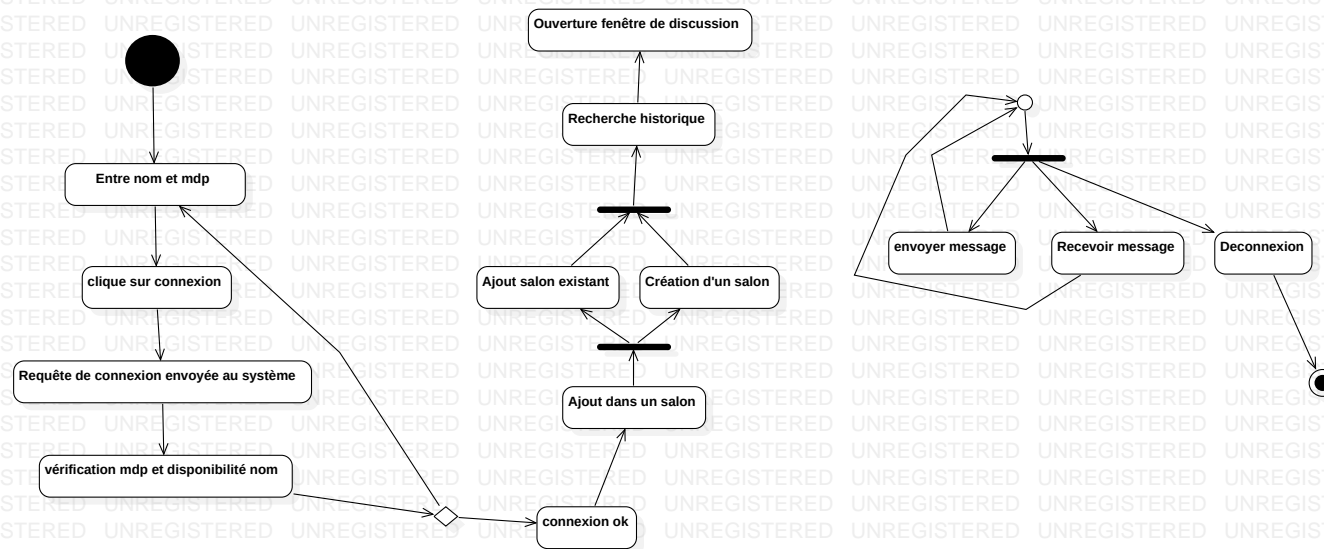 Ouverture fenêtre de discussion
Recherche historique
Entre nom et mdp
envoyer message
Recevoir message
Deconnexion
clique sur connexion
Ajout salon existant
Création d'un salon
Requête de connexion envoyée au système
Ajout dans un salon
vérification mdp et disponibilité nom
connexion ok
UNREGISTERED